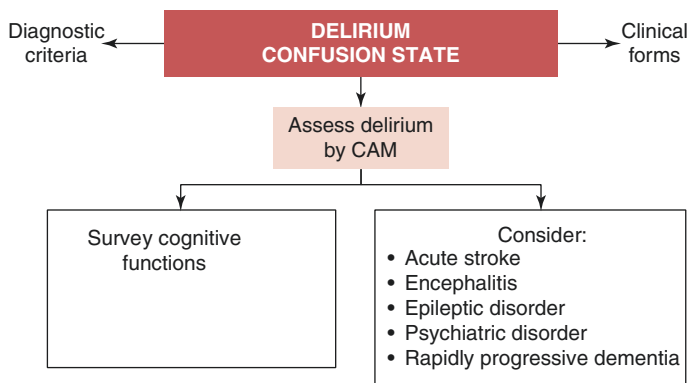 Diagnostic
criteria
DELIRIUM
CONFUSION STATE
Clinical
forms
Assess delirium
by CAM
Survey cognitive
functions
Consider:
• Acute stroke
• Encephalitis
• Epileptic disorder
• Psychiatric disorder
• Rapidly progressive dementia